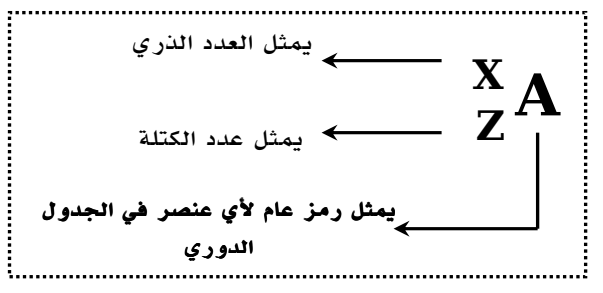 يمثل العدد الذري
X
A
Z
يمثل عدد الكتلة
يمثل رمز عام لأي عنصر في الجدول
الدوري